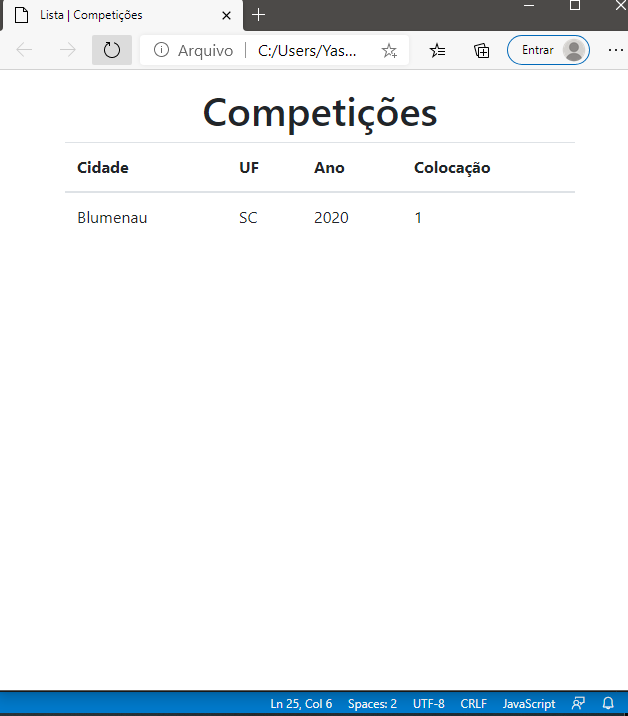 Lista | Competições
Arquivo | C:/Users/Yas... Entrar
Competições
Cidade UF Ano Colocação
Blumenau SC 2020 1
Ln 25, Col 6 Spaces: 2 UTF-8 CRLF JavaScript